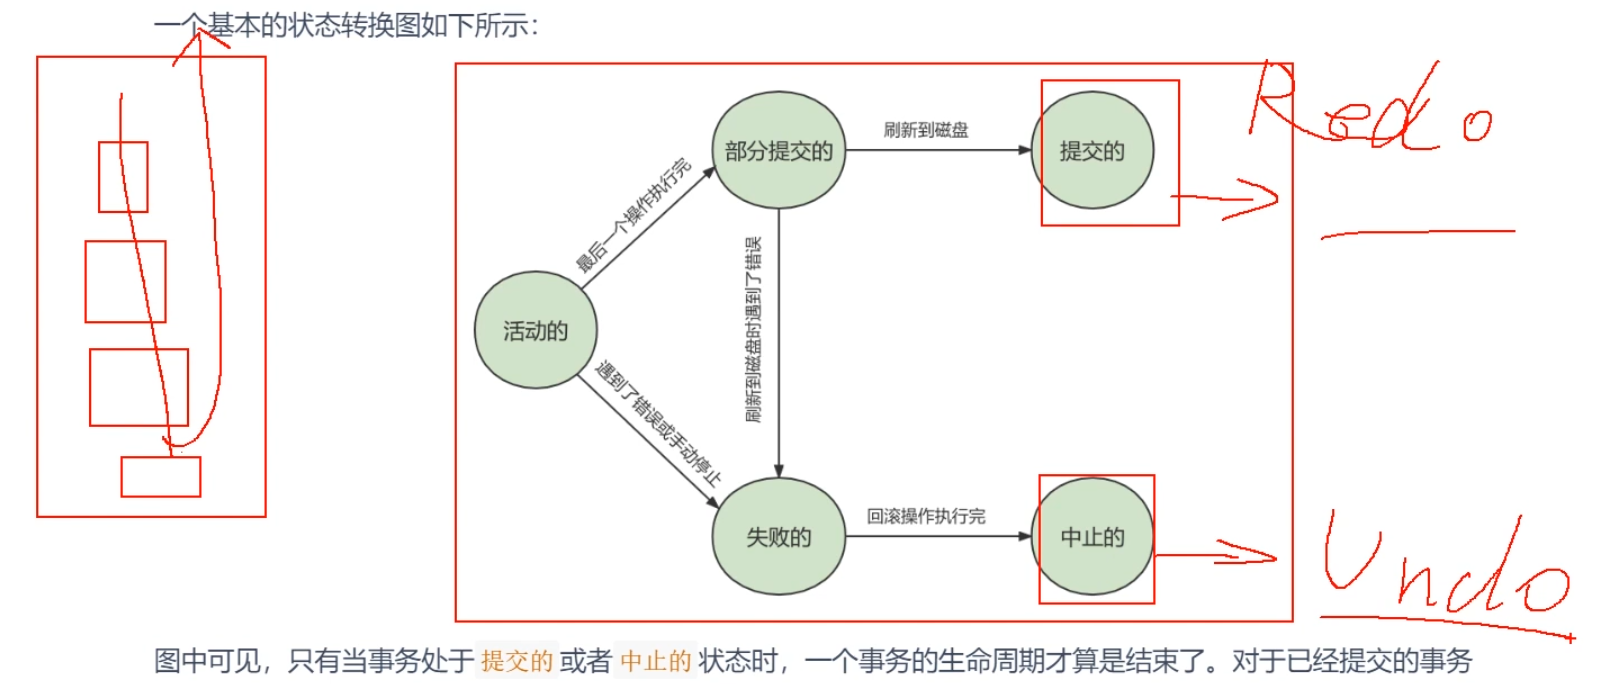 一个基本的状态转换图如下所示：
Redo
部分提交的
刷新到磁盘
提交的
最后一个操作执行完
刷新到磁盘时遇到了错误
活动的
遇到了错误或手动停止
失败的
回滚操作执行完
中止的
Undo
图中可见，只有当事务处于 提交的 或者 中止的 状态时，一个事务的生命周期才算是结束了。对于已经提交的事务